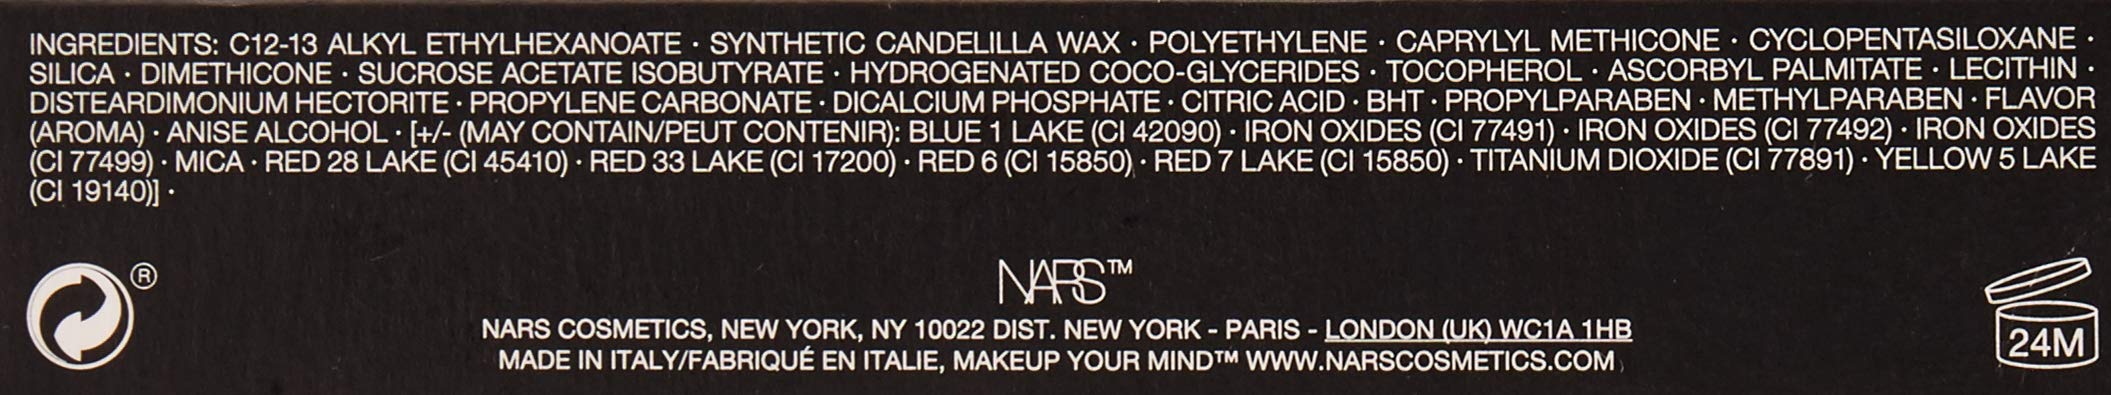 INGREDIENTS: C12-13 ALKYL ETHYLHEXANOATE · SYNTHETIC CANDELILLA WAX · POLYETHYLENE · CAPRYLYL METHICONE · CYCLOPENTASILOXANE ·
SILICA · DIMETHICONE · SUCROSE ACETATE ISOBUTYRATE · HYDROGENATED COCO-GLYCERIDES · TOCOPHEROL · ASCORBYL PALMITATE · LECITHIN ·
DISTEARDIMONIUM HECTORITE · PROPYLENE CARBONATE · DICALCIUM PHOSPHATE · CITRIC ACID · BHT · PROPYLPARABEN · METHYLPARABEN · FLAVOR
(AROMA) · ANISE ALCOHOL · [+/- (MAY CONTAIN/PEUT CONTENIR): BLUE 1 LAKE (CI 42090) · IRON OXIDES (CI 77491) · IRON OXIDES (CI 77492) · IRON OXIDES
(CI 77499) · MICA · RED 28 LAKE (CI 45410) · RED 33 LAKE (CI 17200) · RED 6 (CI 15850) · RED 7 LAKE (CI 15850) · TITANIUM DIOXIDE (CI 77891) · YELLOW 5 LAKE
(CI 19140)] ·
®
NARS™
NARS COSMETICS, NEW YORK, NY 10022 DIST. NEW YORK - PARIS - LONDON (UK) WC1A 1HB
MADE IN ITALY/FABRIQUÉ EN ITALIE, MAKEUP YOUR MIND™ WWW.NARSCOSMETICS.COM
24M